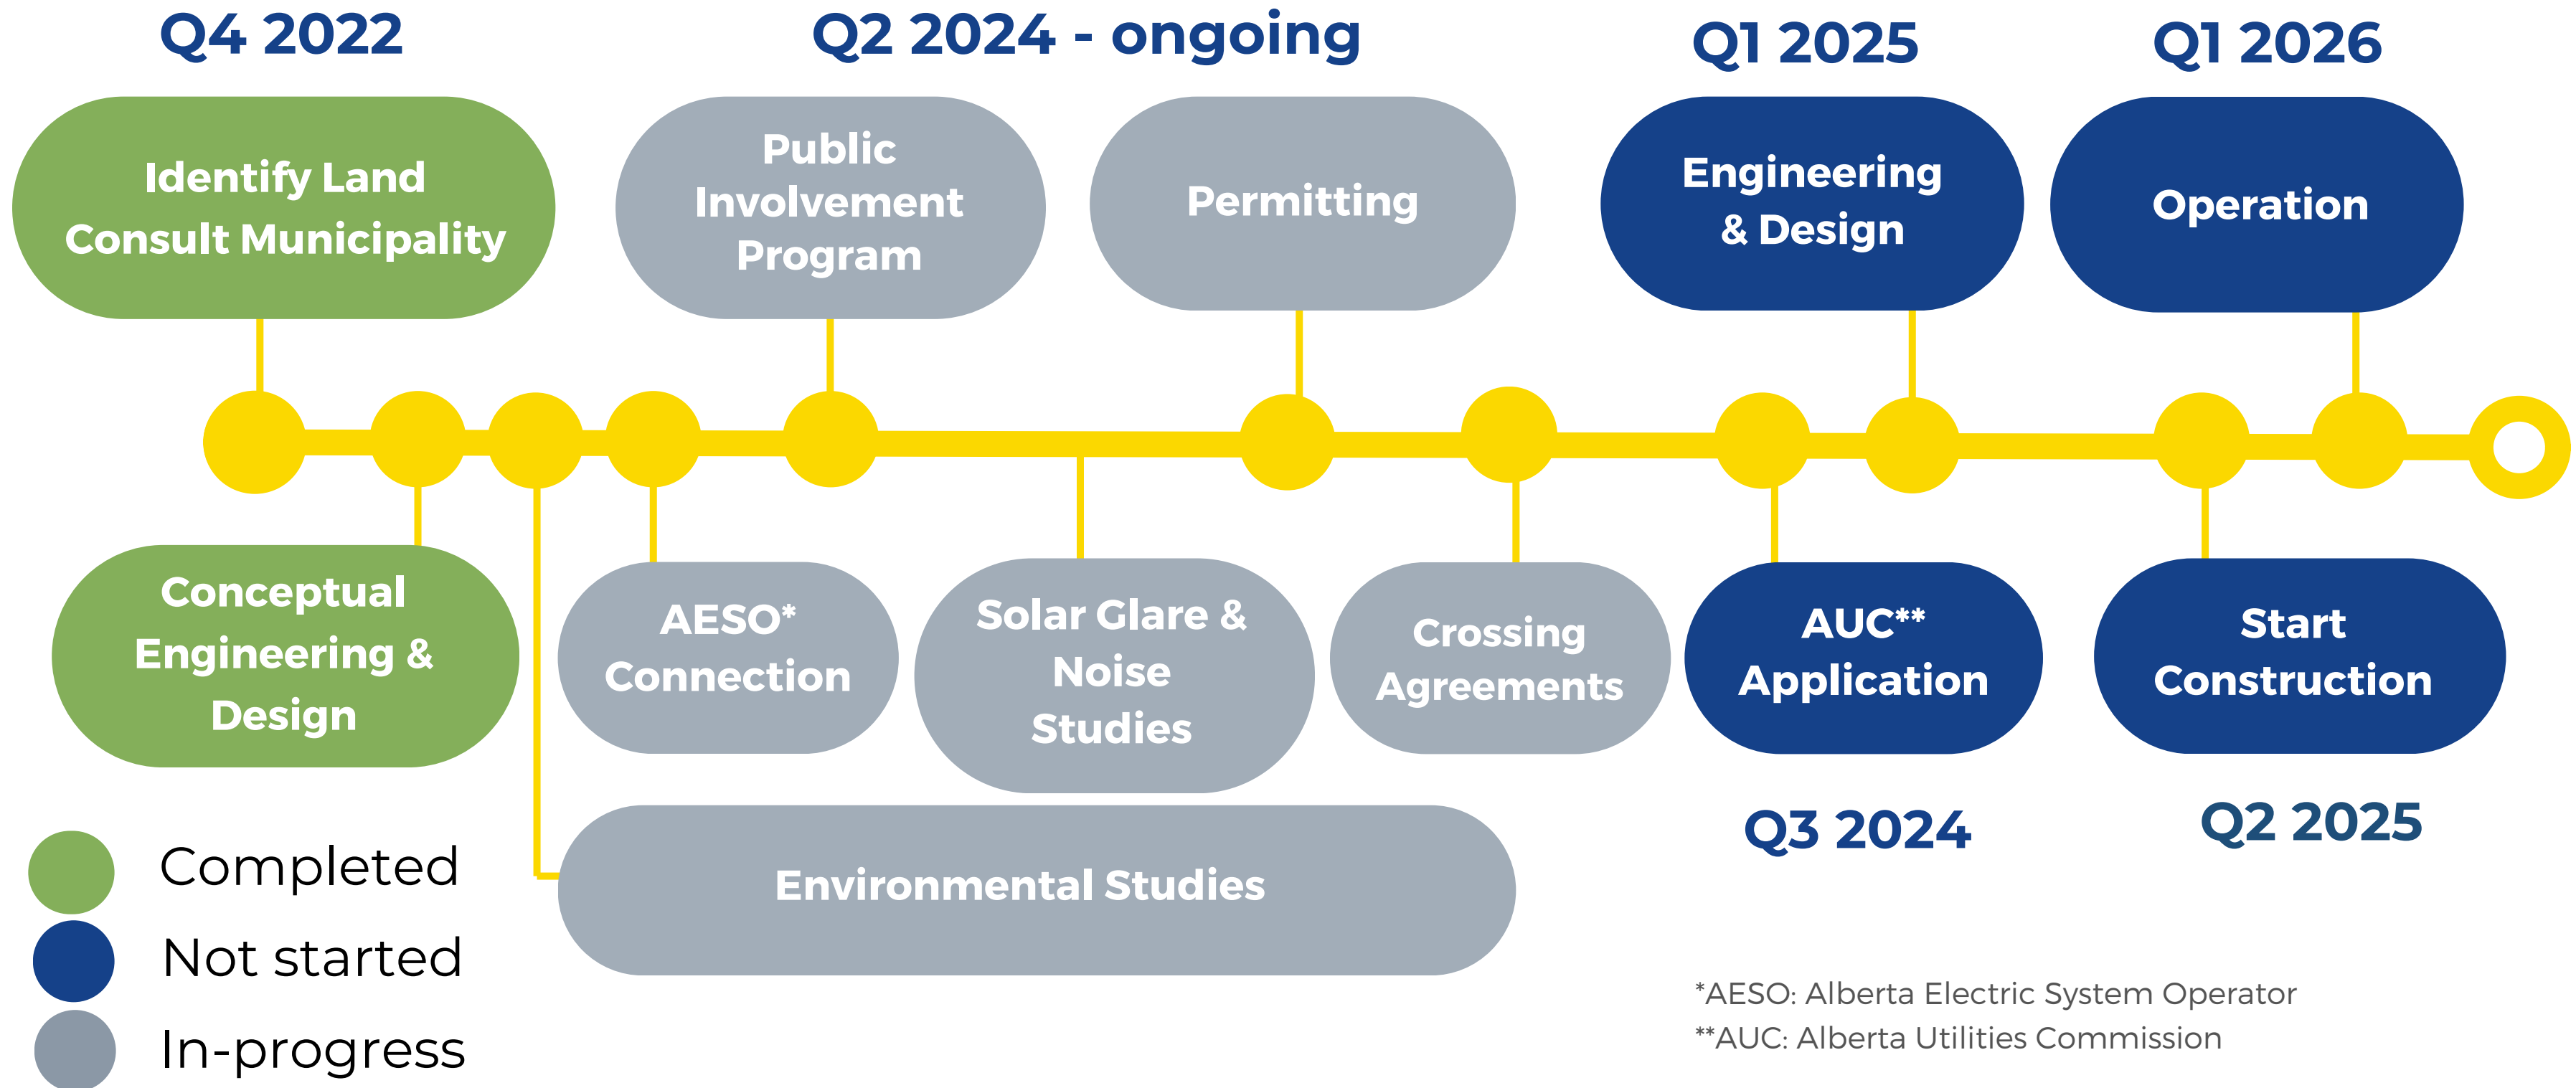 Q4 2022
Q2 2024 - ongoing
Q1 2025
Q1 2026
Identify Land
Consult Municipality
Public
Involvement
Program
Permitting
Engineering
& Design
Operation
Conceptual
Engineering &
Design
AESO*
Connection
Solar Glare &
Noise
Studies
Crossing
Agreements
AUC**
Application
Start
Construction
Q3 2024
Q2 2025
Environmental Studies
Completed
Not started
In-progress
*AESO: Alberta Electric System Operator
**AUC: Alberta Utilities Commission